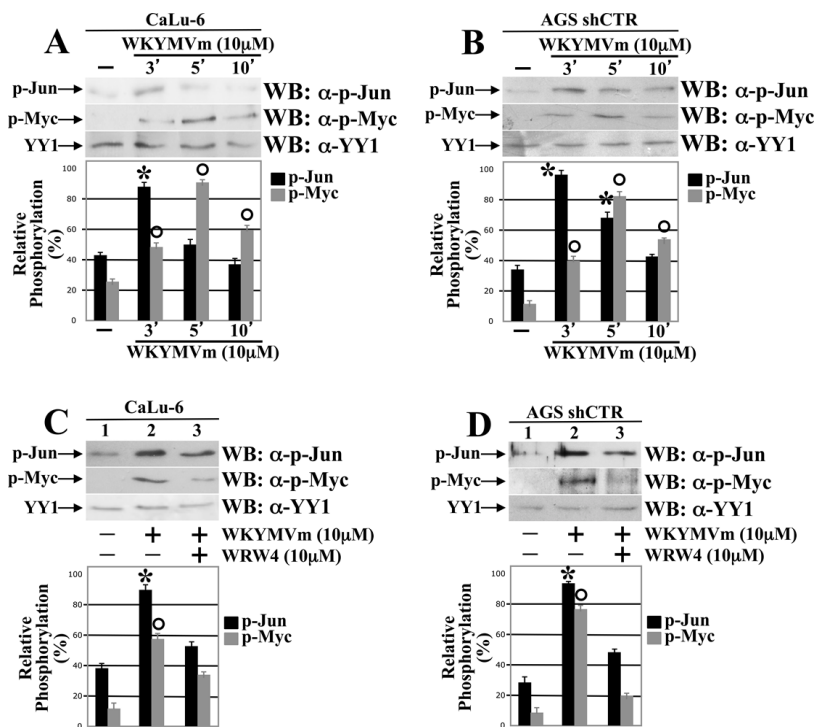 A
CaLu-6
WKYMVm (10μM)
— 3’ 5’ 10’
p-Jun WB: α-p-Jun
p-Myc WB: α-p-Myc
YY1 WB: α-YY1
100
80
60
40
20
0
Relative
Phosphorylation
(%)
* O O O
p-Jun
p-Myc
— 3’ 5’ 10’
WKYMVm (10μM)
B
AGS shCTR
WKYMVm (10μM)
— 3’ 5’ 10’
p-Jun WB: α-p-Jun
p-Myc WB: α-p-Myc
YY1 WB: α-YY1
100
80
60
40
20
0
Relative
Phosphorylation
(%)
* O * O O
p-Jun
p-Myc
— 3’ 5’ 10’
WKYMVm (10μM)
C
CaLu-6
1 2 3
p-Jun WB: α-p-Jun
p-Myc WB: α-p-Myc
YY1 WB: α-YY1
— + + WKYMVm (10μM)
— — + WRW4 (10μM)
100
80
60
40
20
0
Relative
Phosphorylation
(%)
* O
p-Jun
p-Myc
D
AGS shCTR
1 2 3
p-Jun WB: α-p-Jun
p-Myc WB: α-p-Myc
YY1 WB: α-YY1
— + + WKYMVm (10μM)
— — + WRW4 (10μM)
100
80
60
40
20
0
Relative
Phosphorylation
(%)
* O
p-Jun
p-Myc